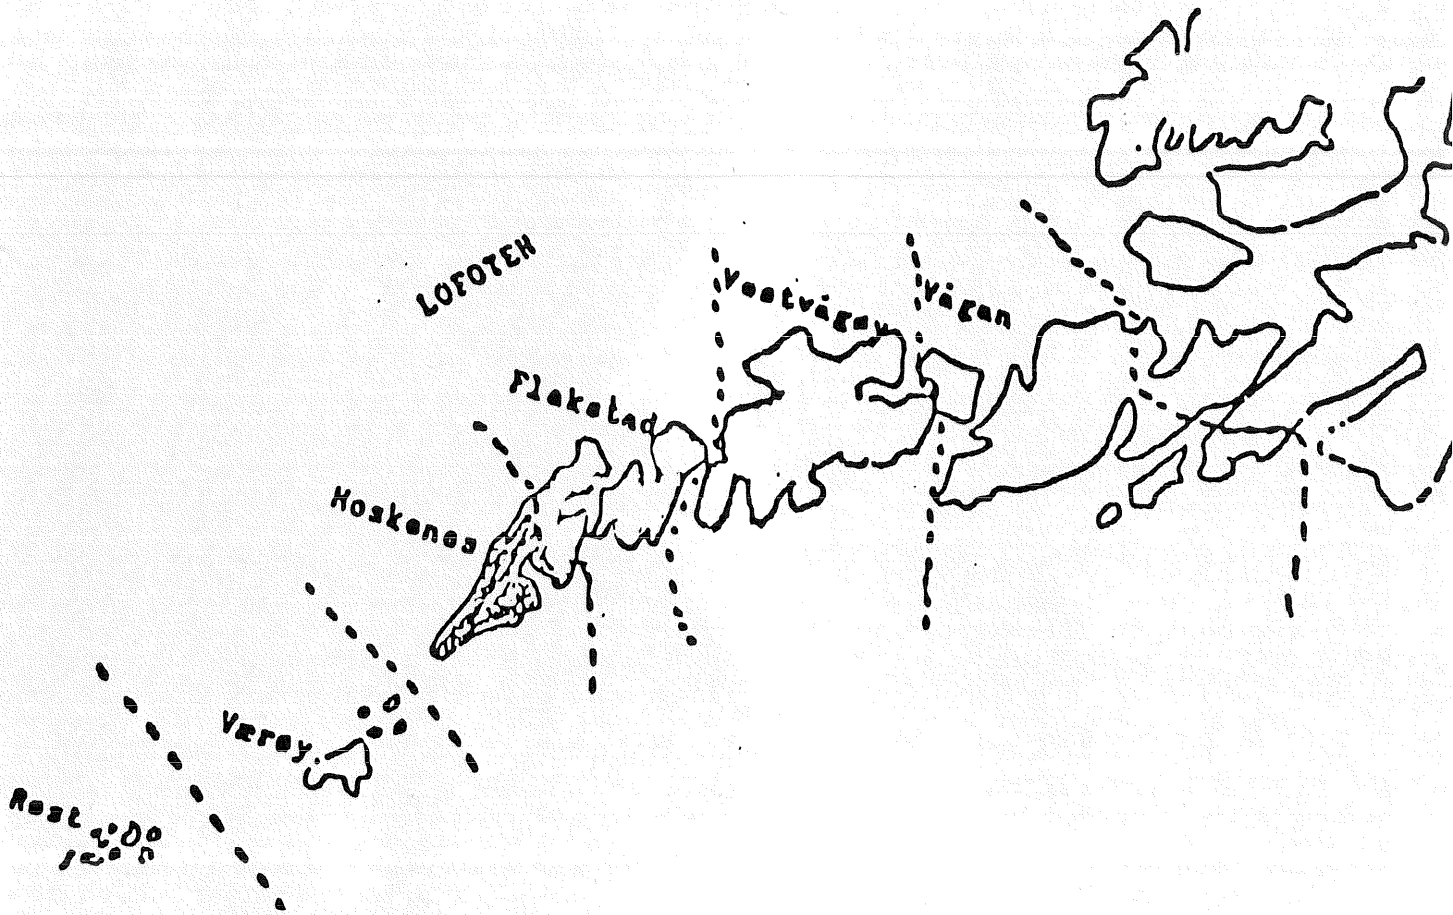 LOFOTEN
Vestvågøy
Vågan
Flakstad
Moskenes
Værøy
Røst